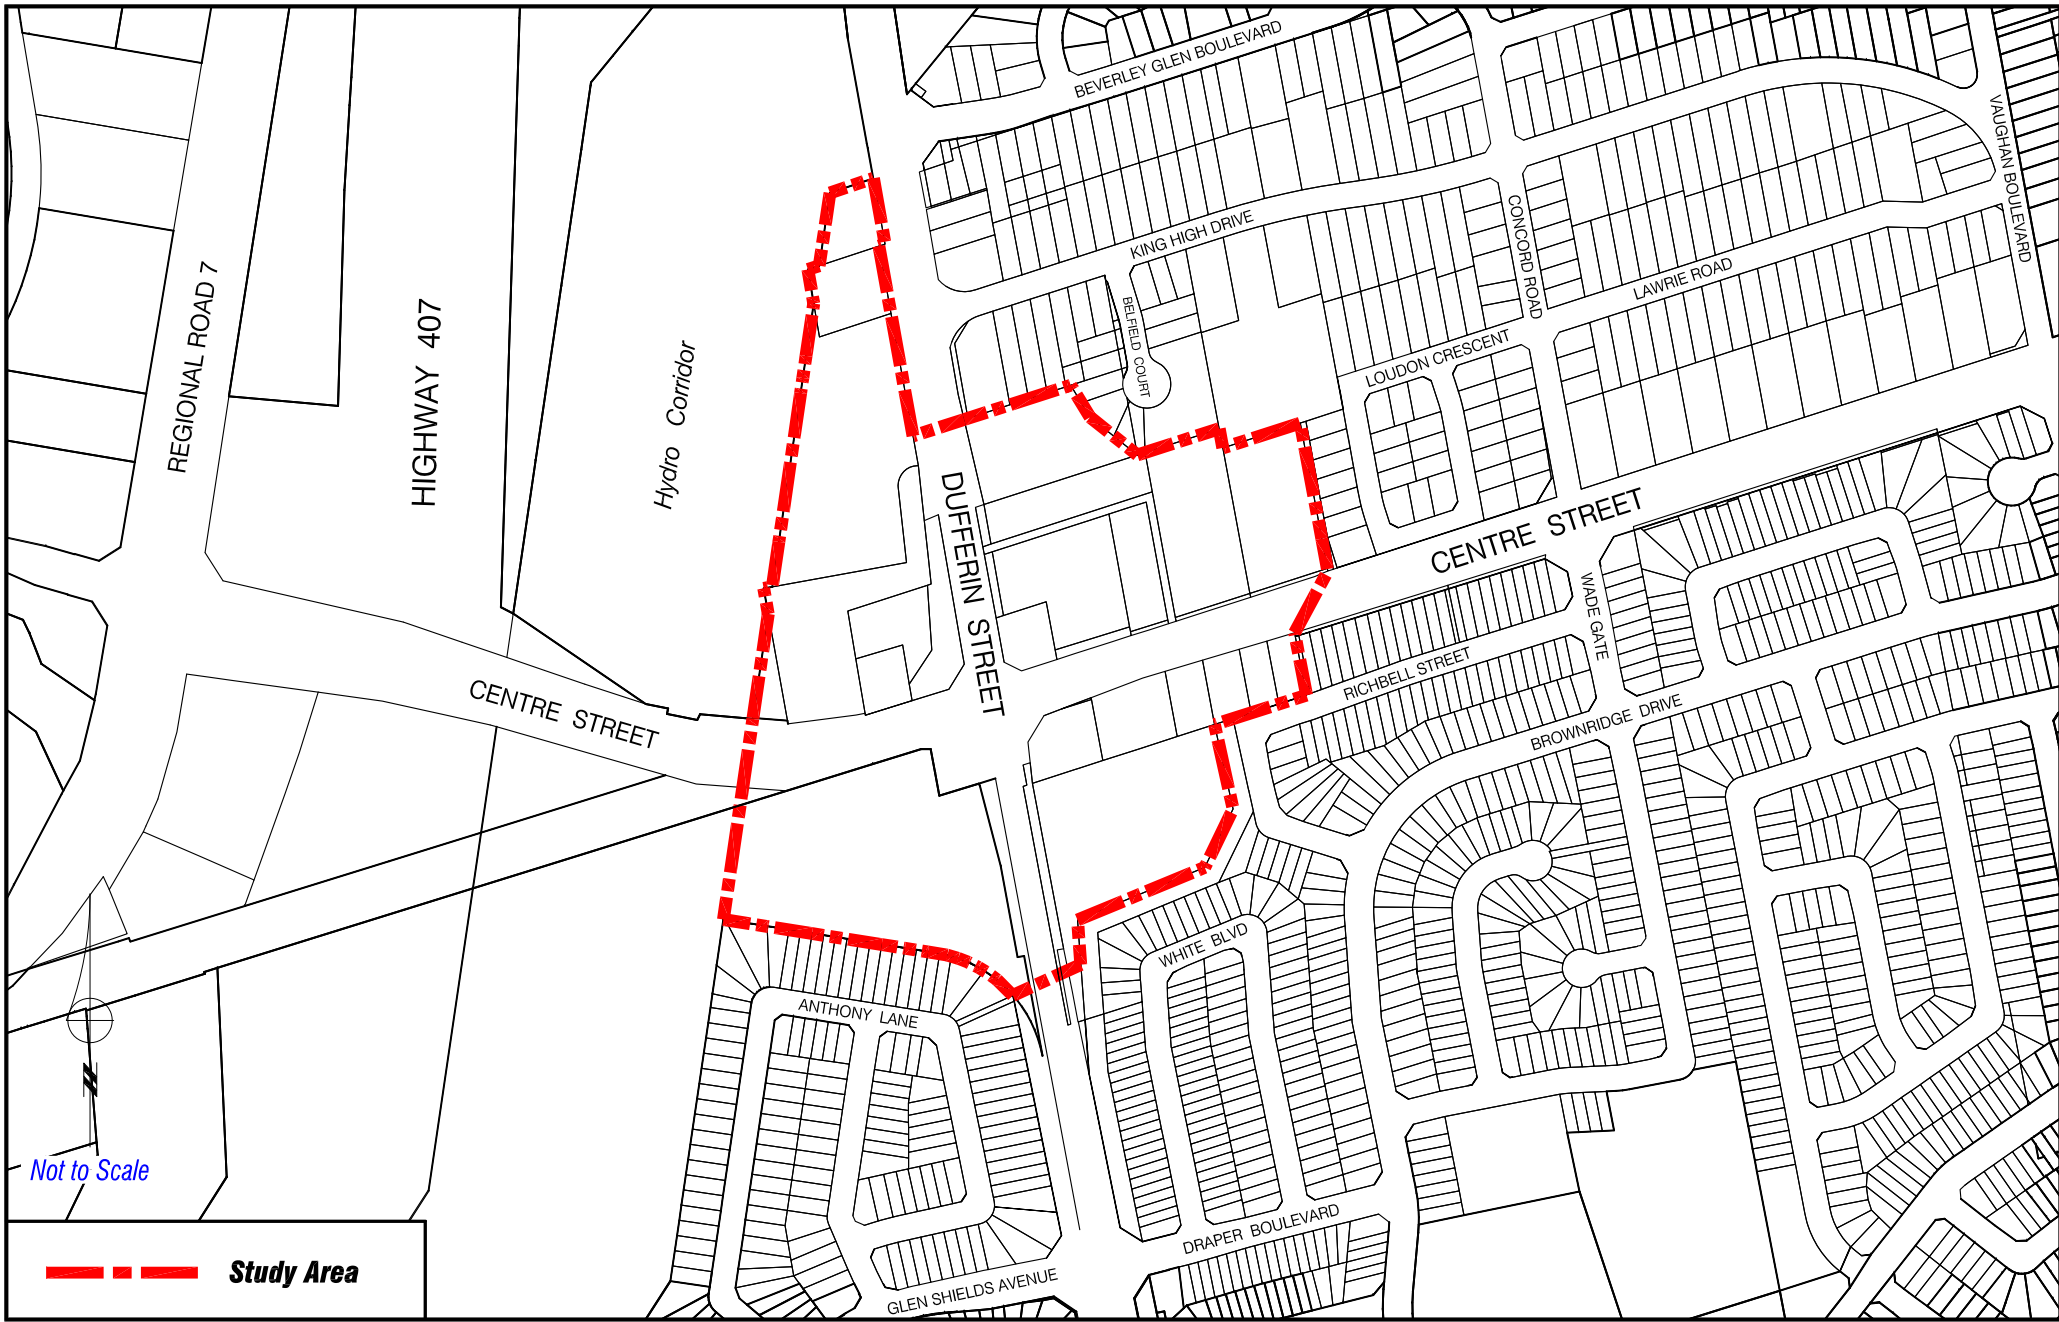 BEVERLEY GLEN BOULEVARD
VAUGHAN BOULEVARD
KING HIGH DRIVE
CONCORD ROAD
LAWRIE ROAD
REGIONAL ROAD 7
HIGHWAY 407
Hydro Corridor
BELFIELD COURT
LOUDON CRESCENT
DUFFERIN STREET
CENTRE STREET
WADE GATE
RICHBELL STREET
BROWNRIDGE DRIVE
CENTRE STREET
WHITE BLVD
ANTHONY LANE
Not to Scale
DRAPER BOULEVARD
GLEN SHIELDS AVENUE
Study Area